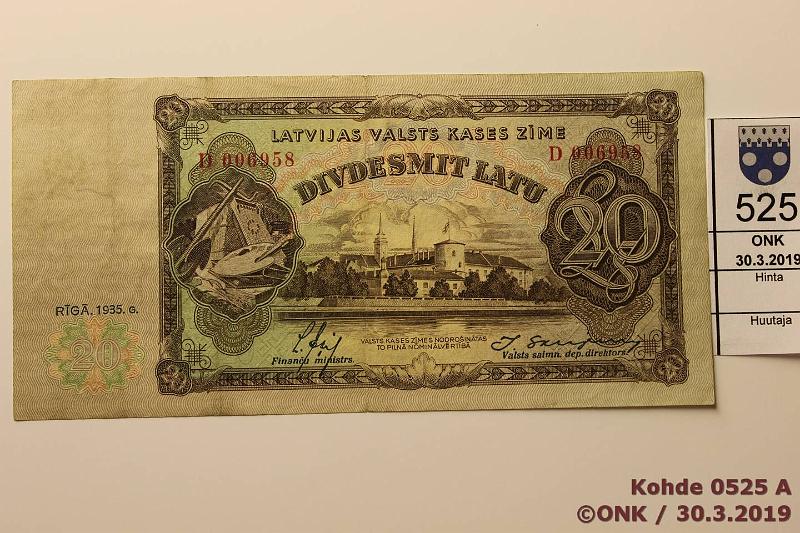 LATVIJAS VALSTS KASES ZĪME
D 006958
D 006958
DIVDESMIT LATU
20
RĪGĀ, 1935. G.
20
VALSTS KASES ZĪMES NODROŠINĀTAS
TO PILNĀ NOMINĀLVĒRTĪBĀ
Finanču ministrs.
Valsts saimn. dep. direktors.
525
ONK
30.3.2019
Hinta
Huutaja
Kohde 0525 A
©ONK / 30.3.2019